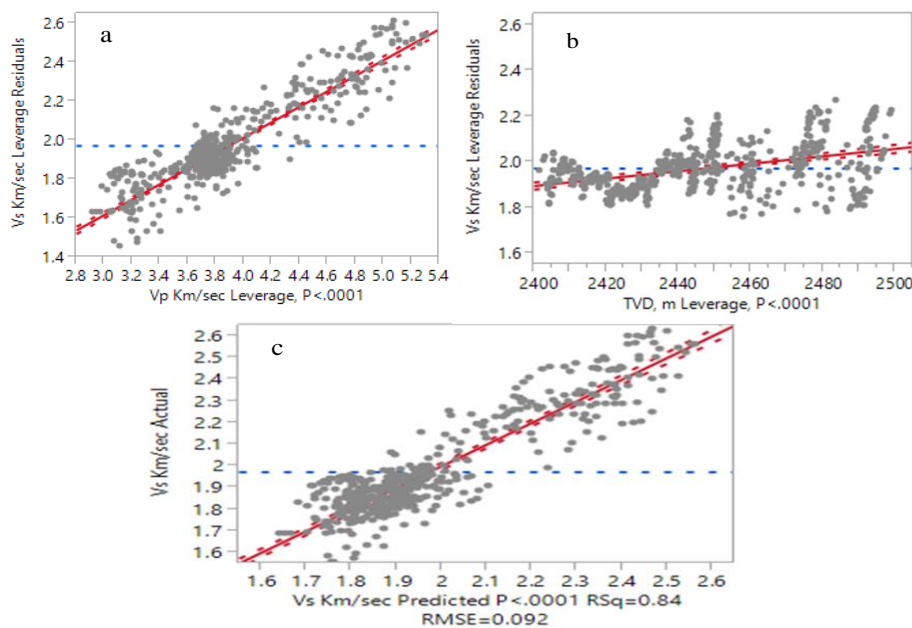 a
Vs Km/sec Leverage Residuals
2.6
2.4
2.2
2.0
1.8
1.6
1.4
2.8 3.0 3.2 3.4 3.6 3.8 4.0 4.2 4.4 4.6 4.8 5.0 5.2 5.4
Vp Km/sec Leverage, P<.0001
b
Vs Km/sec Leverage Residuals
2.6
2.4
2.2
2.0
1.8
1.6
2400 2420 2440 2460 2480 2500
TVD, m Leverage, P<.0001
c
Vs Km/sec Actual
2.6
2.5
2.4
2.3
2.2
2.1
2
1.9
1.8
1.7
1.6
1.6 1.7 1.8 1.9 2 2.1 2.2 2.3 2.4 2.5 2.6
Vs Km/sec Predicted P<.0001 RSq=0.84
RMSE=0.092